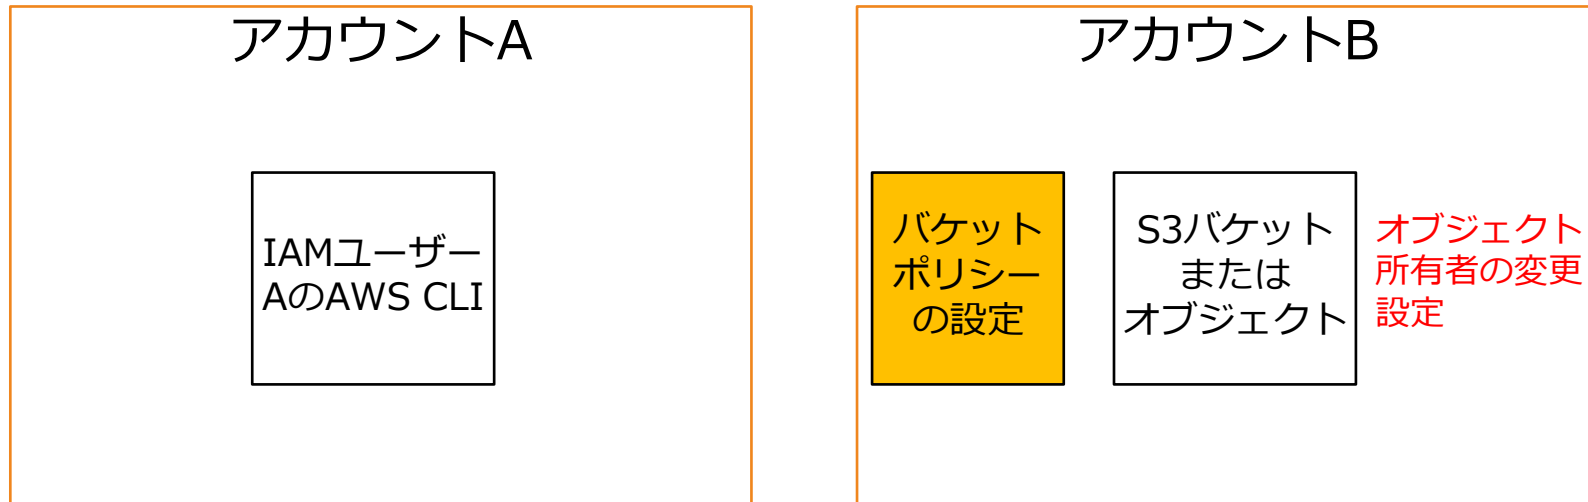 アカウントA
アカウントB
IAMユーザー
AのAWS CLI
バケット
ポリシー
の設定
S3バケット
または
オブジェクト
オブジェクト
所有者の変更
設定